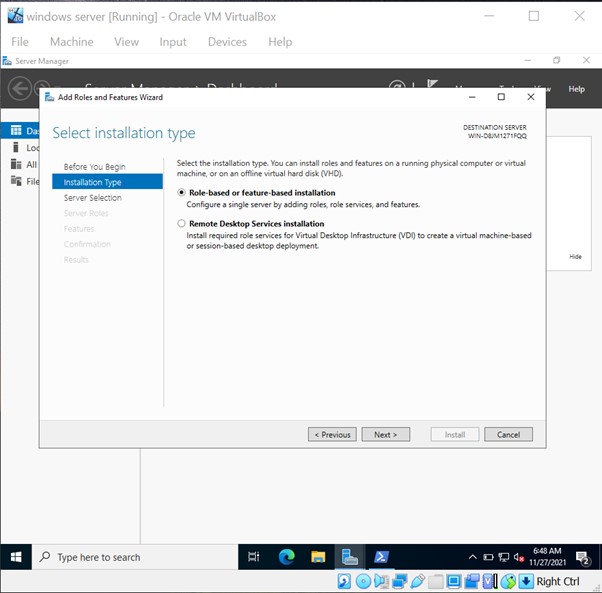 windows server [Running] - Oracle VM VirtualBox
File Machine View Input Devices Help
Server Manager
Help
Add Roles and Features Wizard
Select installation type
DESTINATION SERVER
WIN-D8JM1271FQQ
Before You Begin
Installation Type
Server Selection
Server Roles
Features
Confirmation
Results
Select the installation type. You can install roles and features on a running physical computer or virtual
machine, or on an offline virtual hard disk (VHD).
Role-based or feature-based installation
Configure a single server by adding roles, role services, and features.
Remote Desktop Services installation
Install required role services for Virtual Desktop Infrastructure (VDI) to create a virtual machine-based
or session-based desktop deployment.
Hide
< Previous
Next >
Install
Cancel
Type here to search
6:48 AM
11/27/2021
2
Right Ctrl